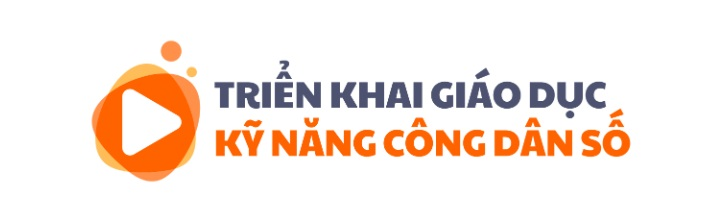 TRIỂN KHAI GIÁO DỤC
KỸ NĂNG CÔNG DÂN SỐ